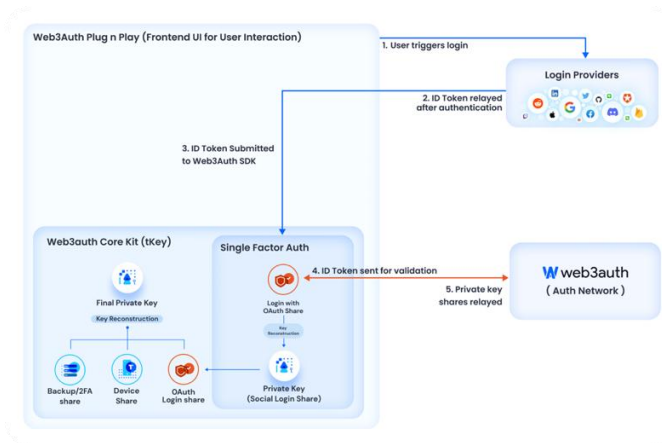 Web3Auth Plug n Play (Frontend UI for User Interaction)
1. User triggers login
Login Providers
2. ID Token relayed
after authentication
3. ID Token Submitted
to Web3Auth SDK
Web3auth Core Kit (tKey)
Single Factor Auth
Final Private Key
Key Reconstruction
Login with
OAuth Share
Key
Reconstruction
4. ID Token sent for validation
5. Private key
shares relayed
web3auth
( Auth Network )
Backup/2FA
share
Device
Share
OAuth
Login share
Private Key
(Social Login Share)